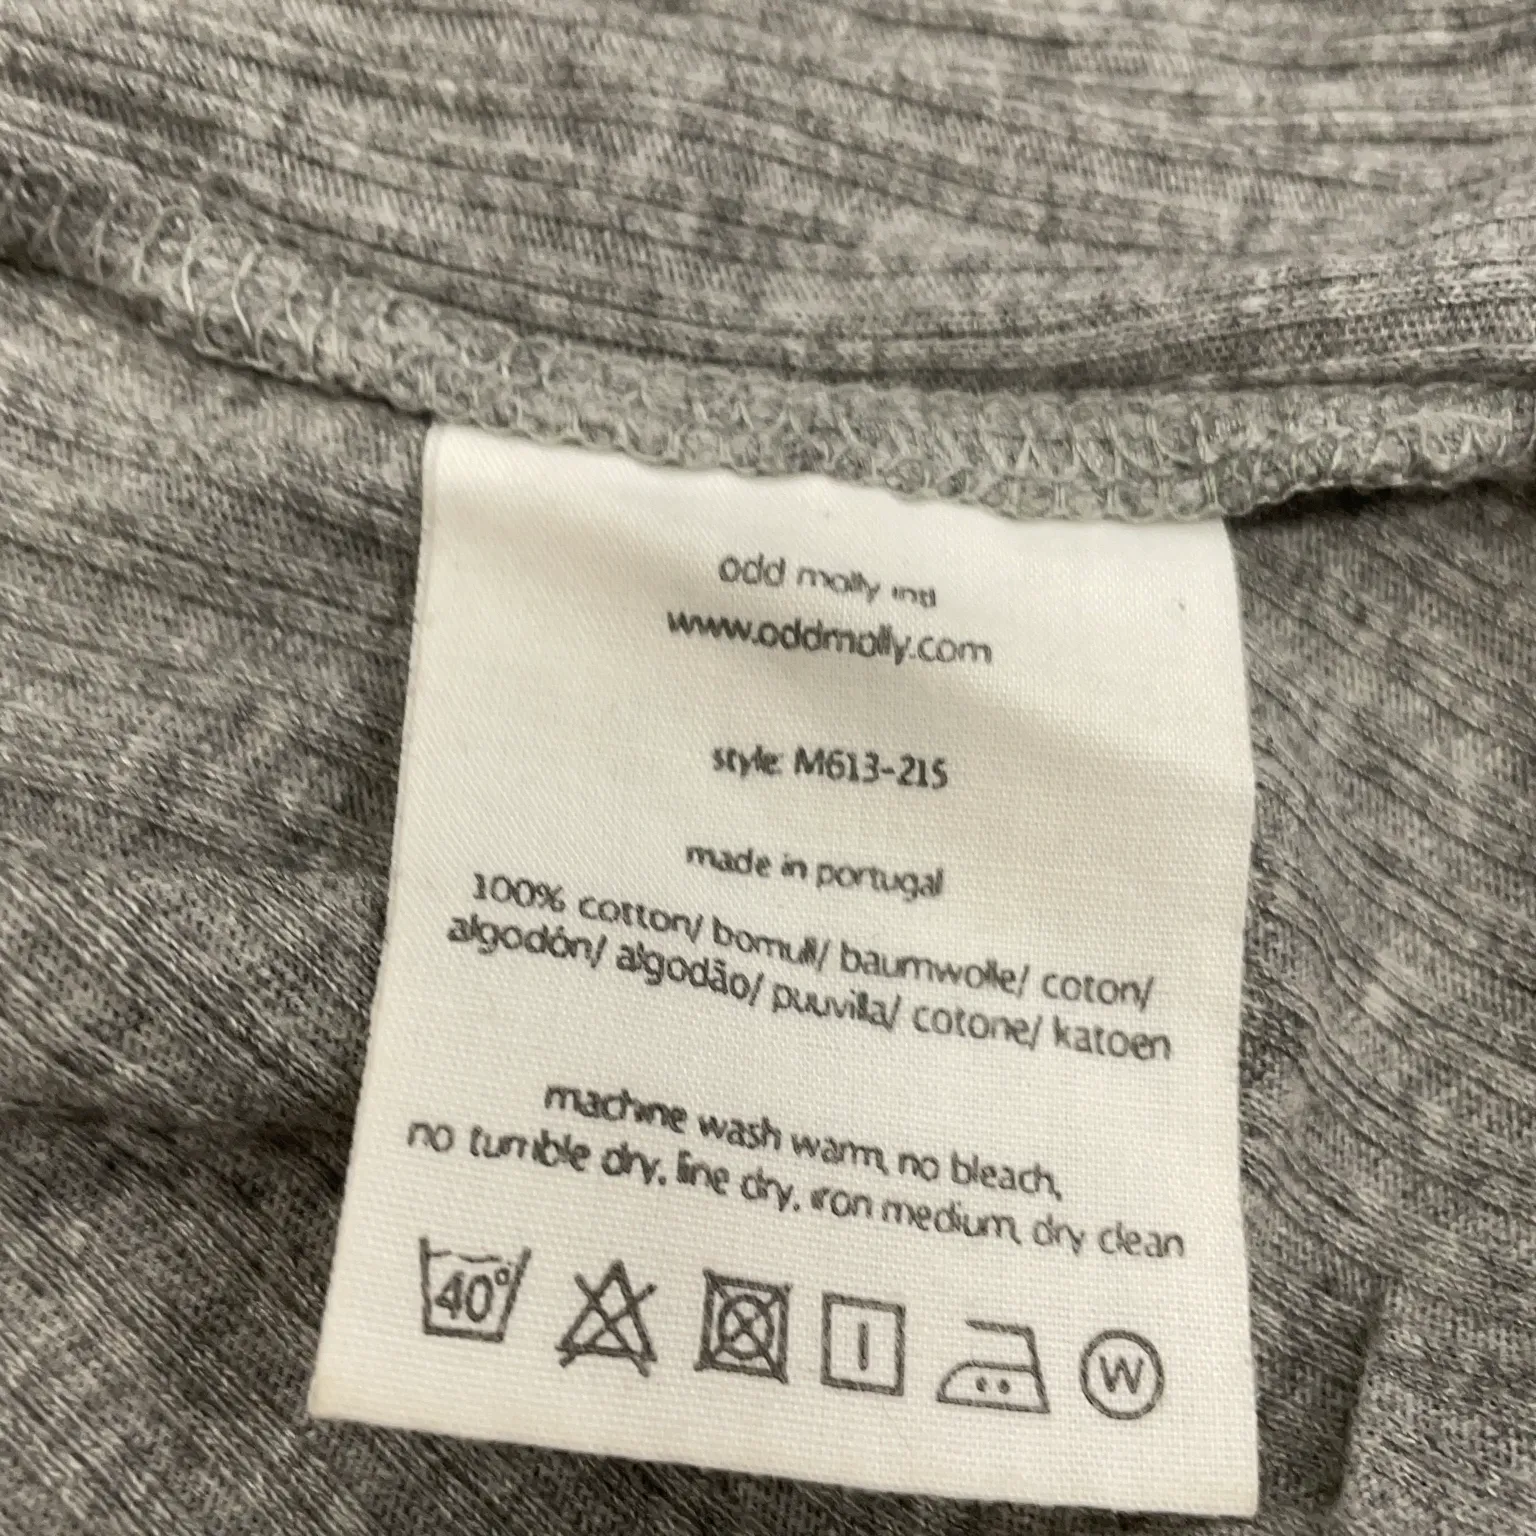 odd molly intl
www.oddmolly.com
style: M613-215
made in portugal
100% cotton/ bomull/ baumwolle/ coton/
algodón/ algodão/ puuvilla/ cotone/ katoen
machine wash warm, no bleach,
no tumble dry, line dry, iron medium, dry clean
40° W